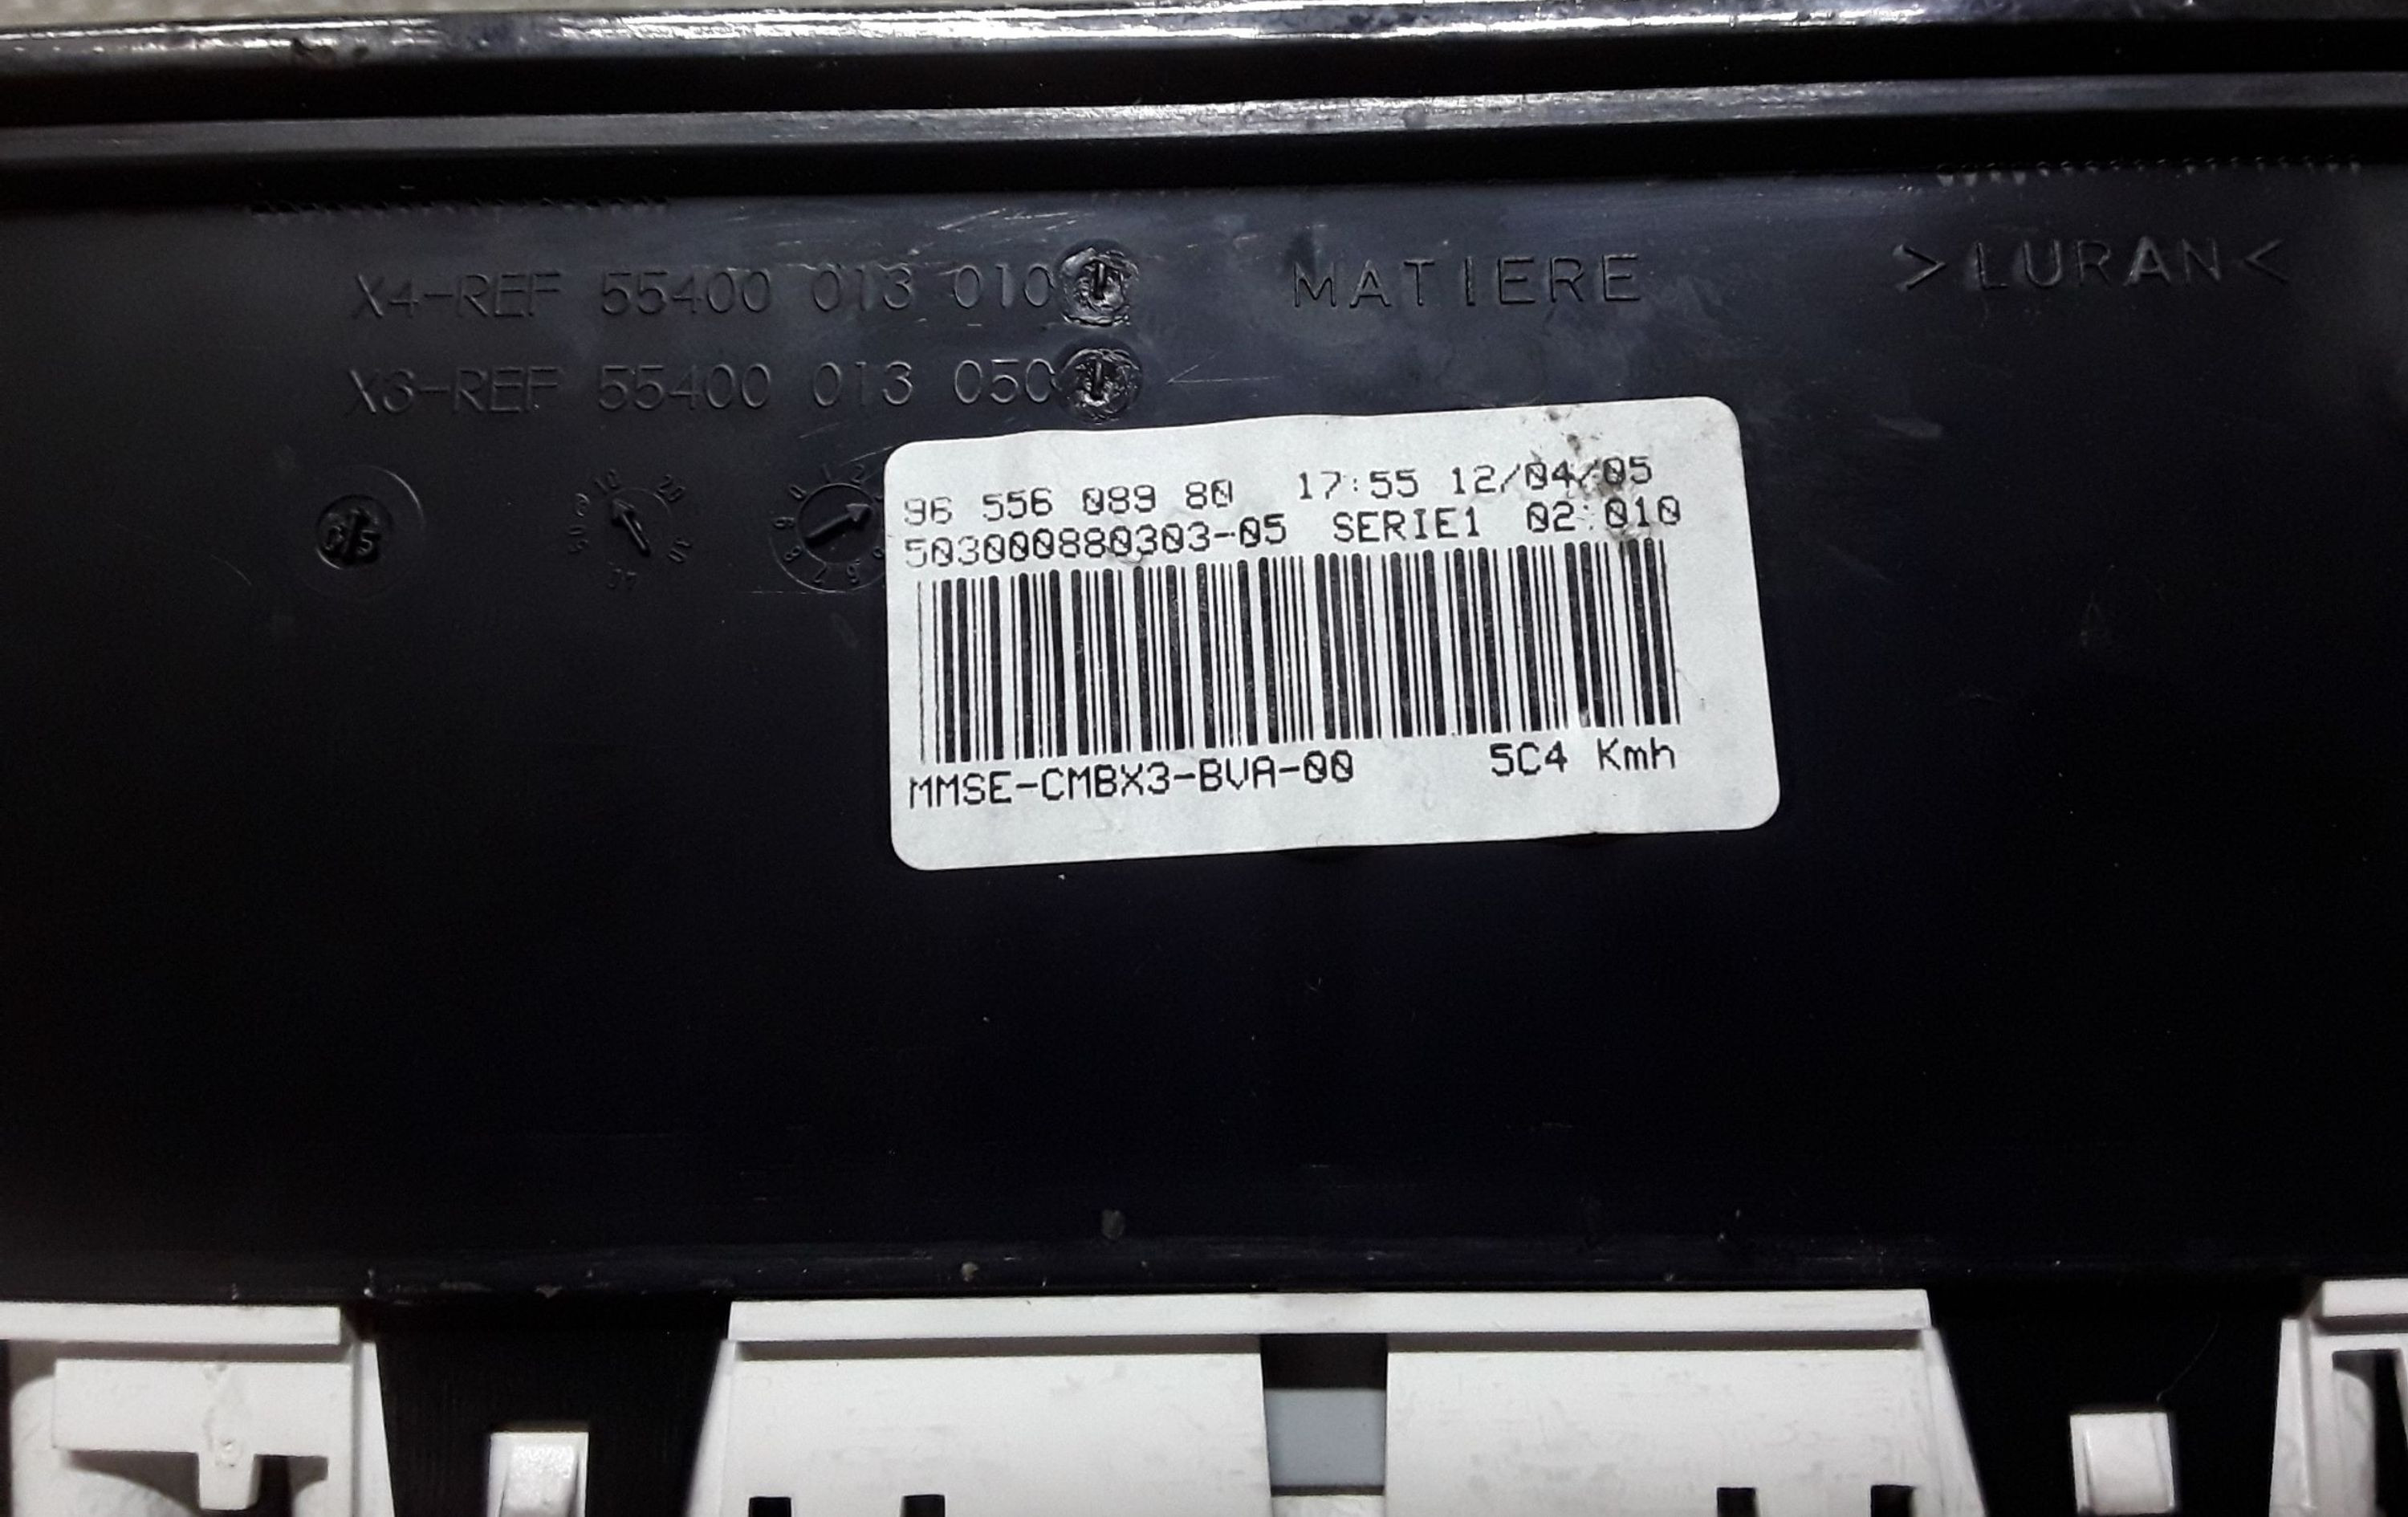 X4-REF 55400 013 010 MATIERE >LURAN<
X3-REF 55400 013 050
96 556 089 80 17:55 12/04/05
503000880303-05 SERIE1 02:010
MMSE-CMBX3-BVA-00 5C4 Kmh